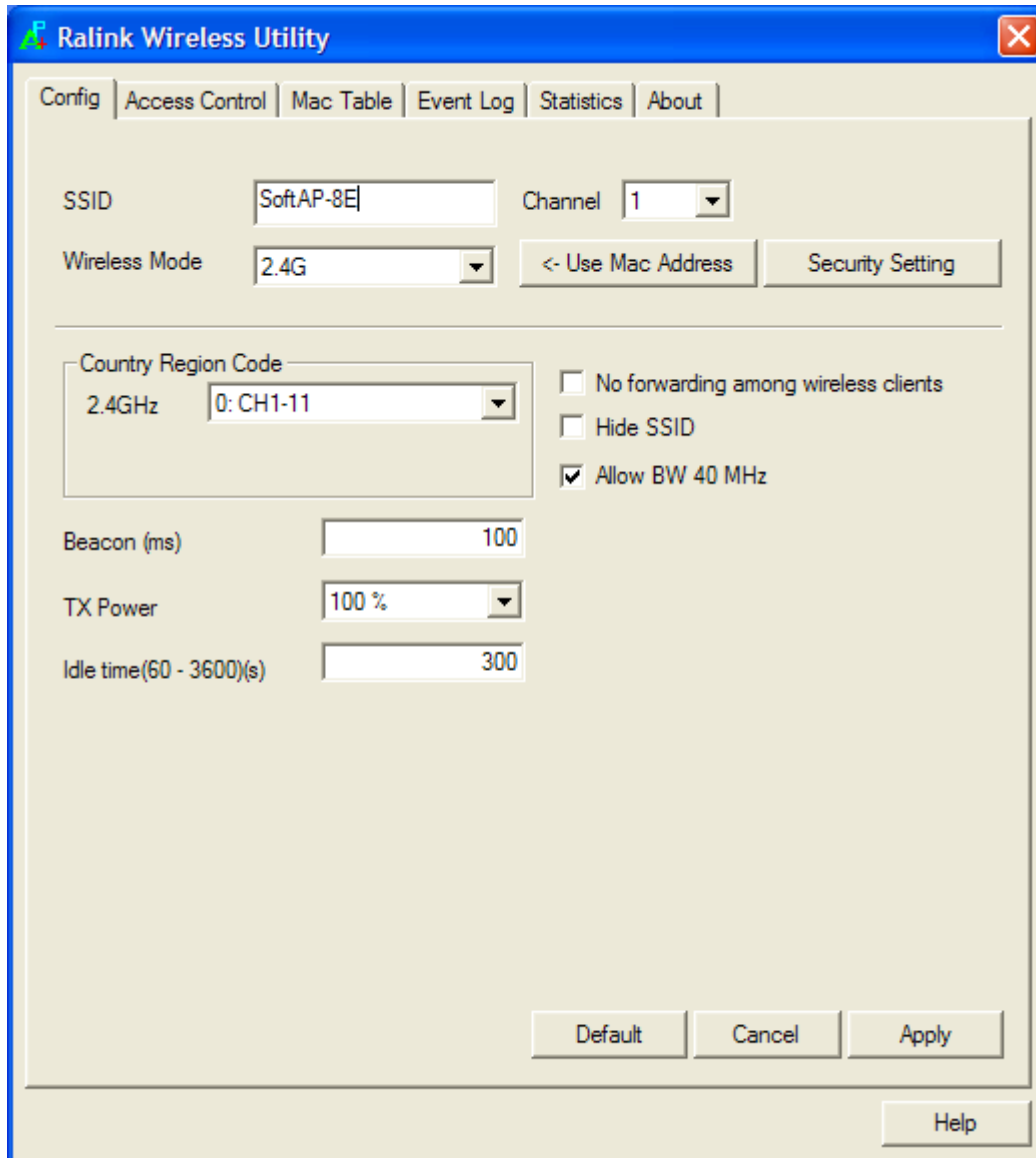 Ralink Wireless Utility
Config Access Control Mac Table Event Log Statistics About
SSID SoftAP-8E Channel 1
Wireless Mode 2.4G <- Use Mac Address Security Setting
Country Region Code
2.4GHz 0: CH1-11
No forwarding among wireless clients
Hide SSID
Allow BW 40 MHz
Beacon (ms) 100
TX Power 100 %
Idle time(60 - 3600)(s) 300
Default Cancel Apply
Help